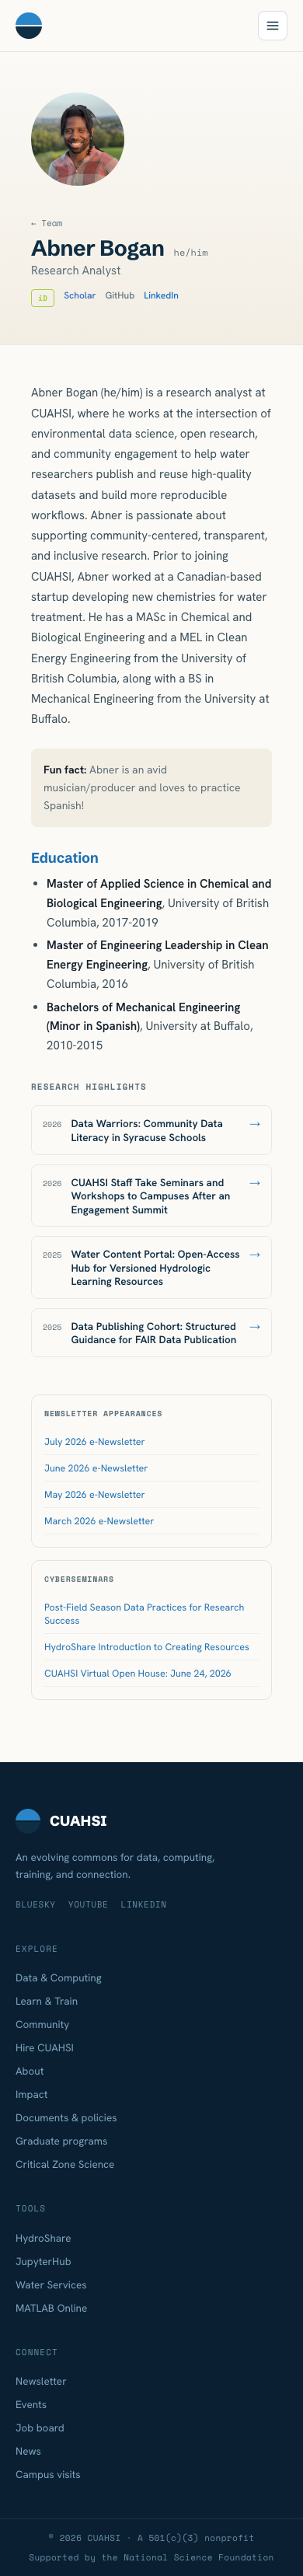 ← Team
Abner Bogan he/him
Research Analyst
iD Scholar GitHub LinkedIn
Abner Bogan (he/him) is a research analyst at
CUAHSI, where he works at the intersection of
environmental data science, open research,
and community engagement to help water
researchers publish and reuse high-quality
datasets and build more reproducible
workflows. Abner is passionate about
supporting community-centered, transparent,
and inclusive research. Prior to joining
CUAHSI, Abner worked at a Canadian-based
startup developing new chemistries for water
treatment. He has a MASc in Chemical and
Biological Engineering and a MEL in Clean
Energy Engineering from the University of
British Columbia, along with a BS in
Mechanical Engineering from the University at
Buffalo.
Fun fact: Abner is an avid
musician/producer and loves to practice
Spanish!
Education
• Master of Applied Science in Chemical and
Biological Engineering, University of British
Columbia, 2017-2019
• Master of Engineering Leadership in Clean
Energy Engineering, University of British
Columbia, 2016
• Bachelors of Mechanical Engineering
(Minor in Spanish), University at Buffalo,
2010-2015
RESEARCH HIGHLIGHTS
2026 Data Warriors: Community Data →
Literacy in Syracuse Schools
2026 CUAHSI Staff Take Seminars and →
Workshops to Campuses After an
Engagement Summit
2025 Water Content Portal: Open-Access →
Hub for Versioned Hydrologic
Learning Resources
2025 Data Publishing Cohort: Structured →
Guidance for FAIR Data Publication
NEWSLETTER APPEARANCES
July 2026 e-Newsletter
June 2026 e-Newsletter
May 2026 e-Newsletter
March 2026 e-Newsletter
CYBERSEMINARS
Post-Field Season Data Practices for Research
Success
HydroShare Introduction to Creating Resources
CUAHSI Virtual Open House: June 24, 2026
CUAHSI
An evolving commons for data, computing,
training, and connection.
BLUESKY YOUTUBE LINKEDIN
EXPLORE
Data & Computing
Learn & Train
Community
Hire CUAHSI
About
Impact
Documents & policies
Graduate programs
Critical Zone Science
TOOLS
HydroShare
JupyterHub
Water Services
MATLAB Online
CONNECT
Newsletter
Events
Job board
News
Campus visits
© 2026 CUAHSI · A 501(c)(3) nonprofit
Supported by the National Science Foundation